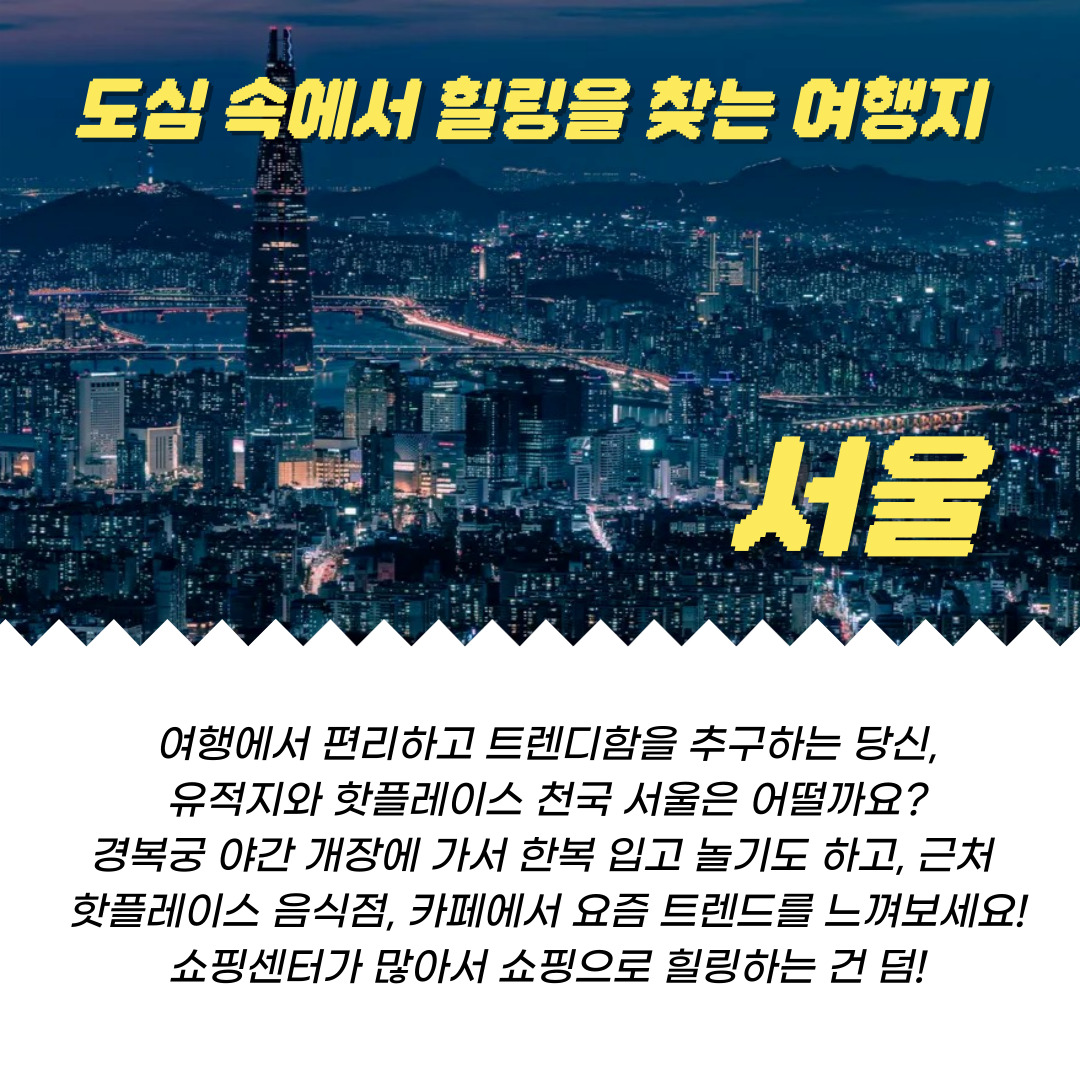 도심 속에서 힐링을 찾는 여행지
서울
여행에서 편리하고 트렌디함을 추구하는 당신,
유적지와 핫플레이스 천국 서울은 어떨까요?
경복궁 야간 개장에 가서 한복 입고 놀기도 하고, 근처
핫플레이스 음식점, 카페에서 요즘 트렌드를 느껴보세요!
쇼핑센터가 많아서 쇼핑으로 힐링하는 건 덤!